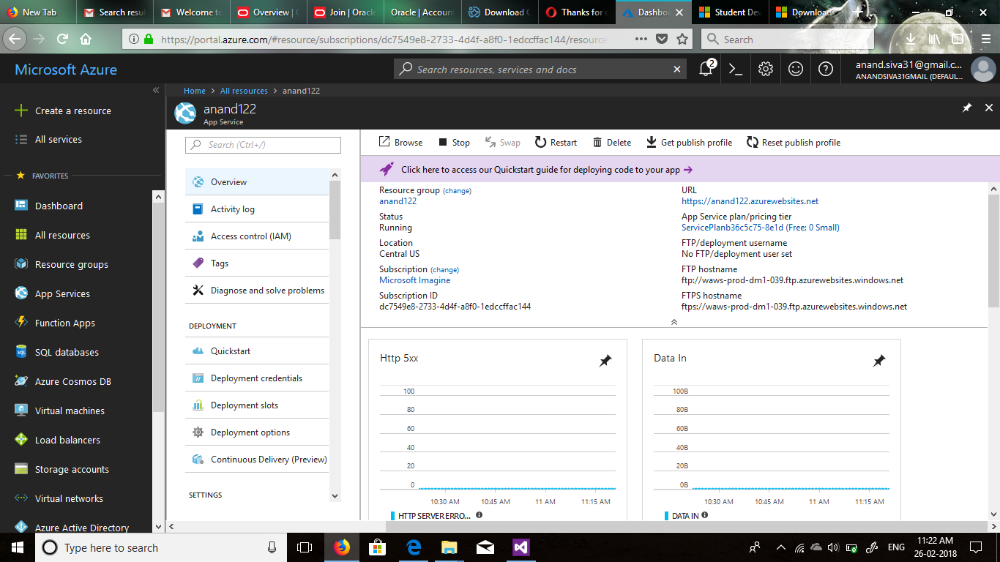 New Tab
Search resul
Welcome to
Overview | O
Join | Oracle
Oracle | Accoun
Download O
Thanks for d
Dashboa
Student Dev
Download
https://portal.azure.com/#resource/subscriptions/dc7549e8-2733-4d4f-a8f0-1edccffac144/resource
Search
Microsoft Azure
Search resources, services and docs
2
anand.siva31@gmail.c...
ANANDSIVA31GMAIL (DEFAUL...
Home > All resources > anand122
anand122
App Service
Create a resource
All services
FAVORITES
Dashboard
All resources
Resource groups
App Services
Function Apps
SQL databases
Azure Cosmos DB
Virtual machines
Load balancers
Storage accounts
Virtual networks
Azure Active Directory
Search (Ctrl+/)
Overview
Activity log
Access control (IAM)
Tags
Diagnose and solve problems
DEPLOYMENT
Quickstart
Deployment credentials
Deployment slots
Deployment options
Continuous Delivery (Preview)
SETTINGS
Browse
Stop
Swap
Restart
Delete
Get publish profile
Reset publish profile
Click here to access our Quickstart guide for deploying code to your app
Resource group (change)
anand122
Status
Running
Location
Central US
Subscription (change)
Microsoft Imagine
Subscription ID
dc7549e8-2733-4d4f-a8f0-1edccffac144
URL
https://anand122.azurewebsites.net
App Service plan/pricing tier
ServicePlanb36c5c75-8e1d (Free: 0 Small)
FTP/deployment username
No FTP/deployment user set
FTP hostname
ftp://waws-prod-dm1-039.ftp.azurewebsites.windows.net
FTPS hostname
ftps://waws-prod-dm1-039.ftp.azurewebsites.windows.net
Http 5xx
100
80
60
40
20
0
10:30 AM 10:45 AM 11 AM 11:15 AM
HTTP SERVER ERRO...
Data In
100B
80B
60B
40B
20B
0B
10:30 AM 10:45 AM 11 AM 11:15 AM
DATA IN
Type here to search
ENG
11:22 AM
26-02-2018